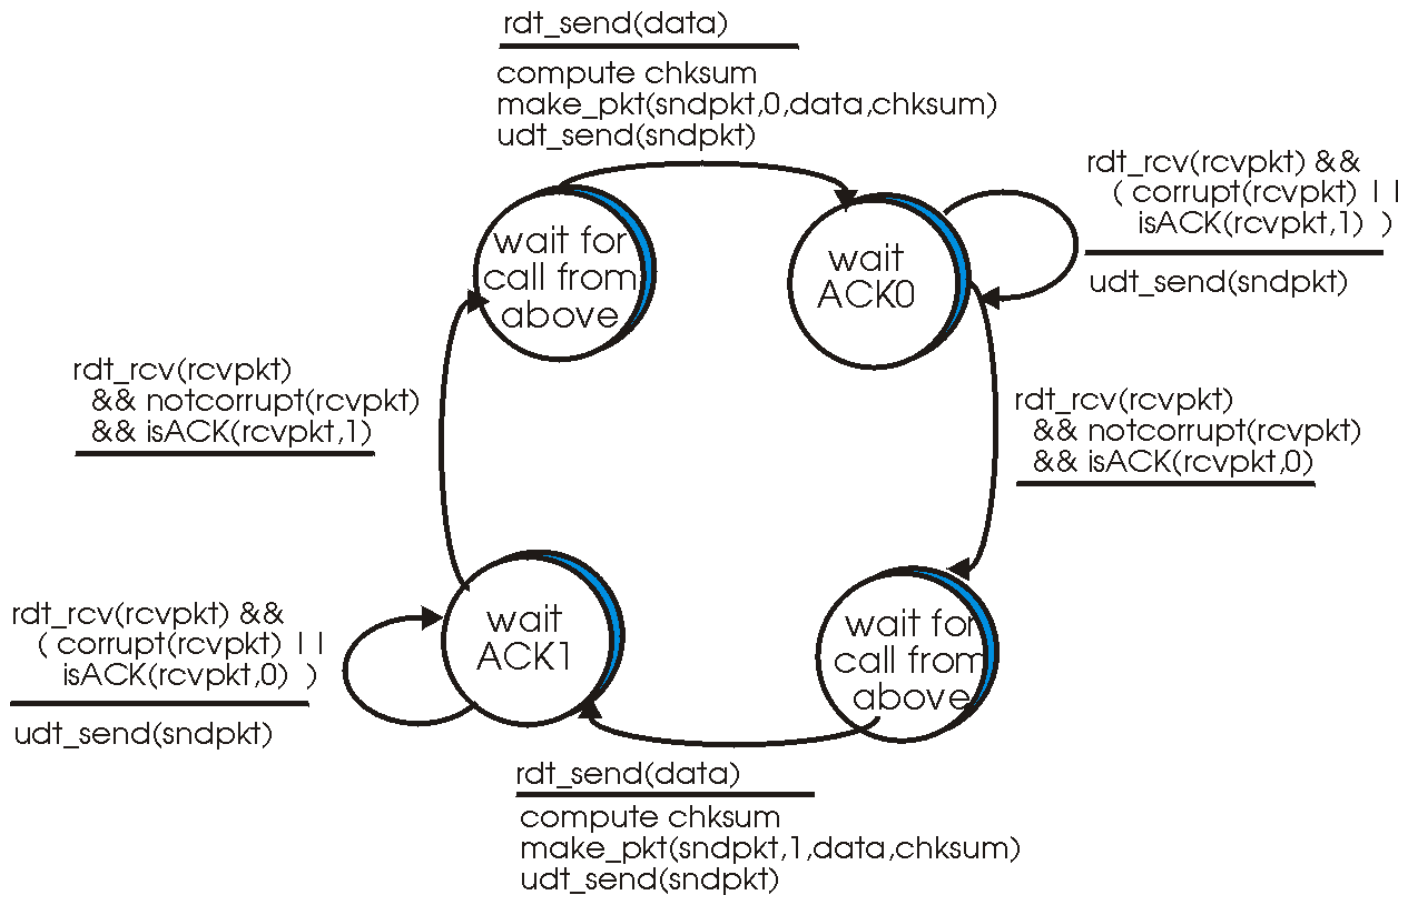 rdt_send(data)
compute chksum
make_pkt(sndpkt,0,data,chksum)
udt_send(sndpkt)
rdt_rcv(rcvpkt) &&
( corrupt(rcvpkt) | |
isACK(rcvpkt,1) )
udt_send(sndpkt)
wait for
call from
above
wait
ACK0
rdt_rcv(rcvpkt)
&& notcorrupt(rcvpkt)
&& isACK(rcvpkt,1)
rdt_rcv(rcvpkt)
&& notcorrupt(rcvpkt)
&& isACK(rcvpkt,0)
rdt_rcv(rcvpkt) &&
( corrupt(rcvpkt) | |
isACK(rcvpkt,0) )
udt_send(sndpkt)
wait
ACK1
wait for
call from
above
rdt_send(data)
compute chksum
make_pkt(sndpkt,1,data,chksum)
udt_send(sndpkt)